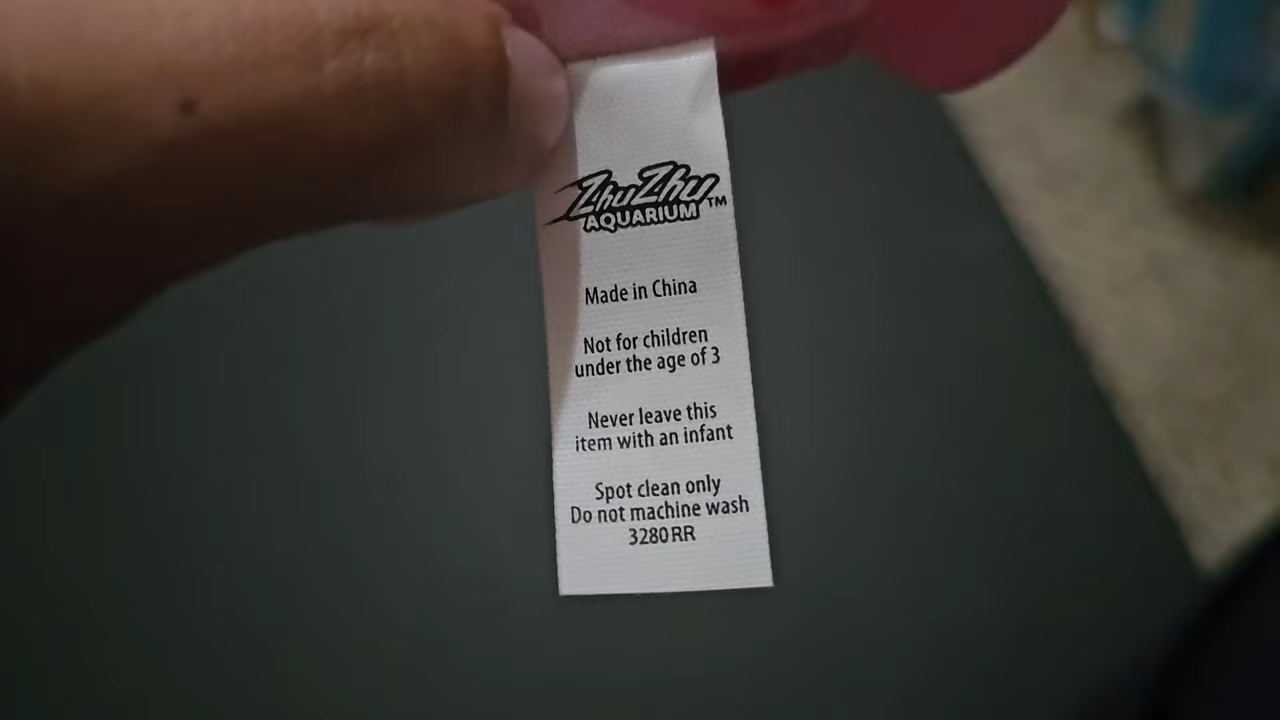 ZhuZhu
AQUARIUM™
Made in China
Not for children
under the age of 3
Never leave this
item with an infant
Spot clean only
Do not machine wash
3280RR